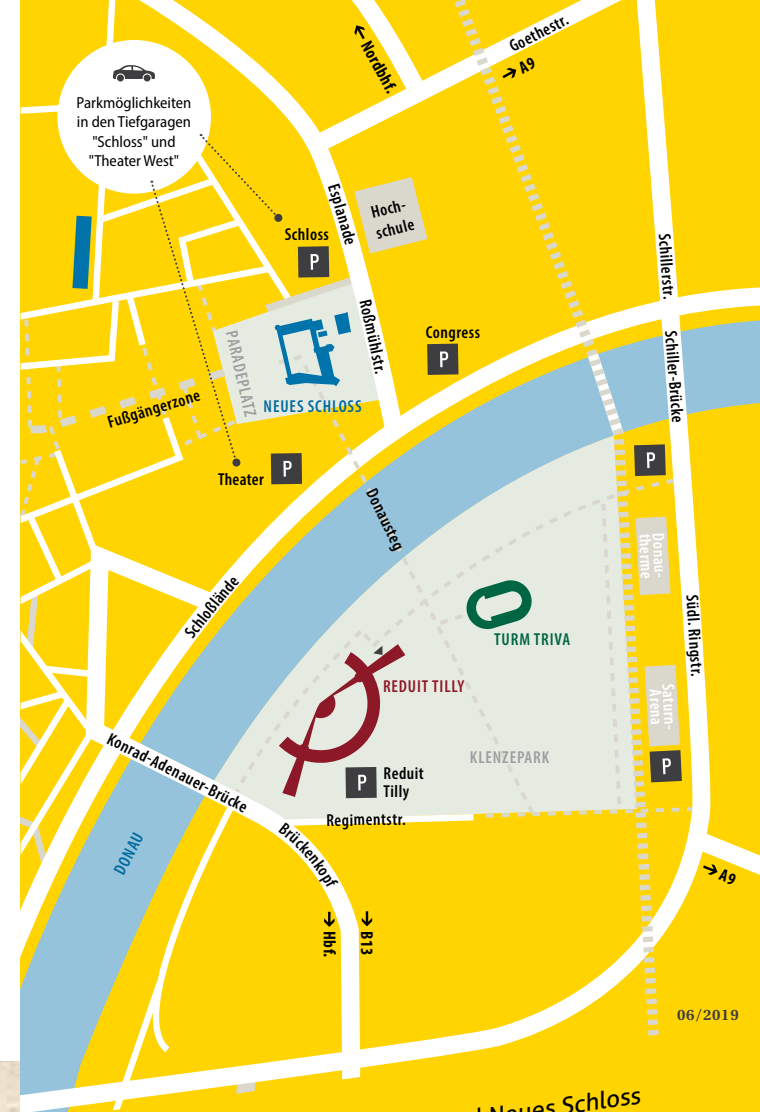 Goethestr.
← Nordbhf.
→ A9
Parkmöglichkeiten
in den Tiefgaragen
"Schloss" und
"Theater West"
Esplanade
Hoch-
schule
Schloss
P
Schillerstr.
Roßmühlstr.
Congress
P
PARADEPLATZ
Schiller-Brücke
NEUES SCHLOSS
Fußgängerzone
Theater P
P
Donausteg
Donau-
therme
Schloßlände
TURM TRIVA
Südl. Ringstr.
REDUIT TILLY
Saturn-
Arena
KLENZEPARK
P
Konrad-Adenauer-Brücke
P Reduit
Tilly
Regimentstr.
DONAU
Brückenkopf
→ A9
→ Hbf.
→ B13
06/2019
Neues Schloss